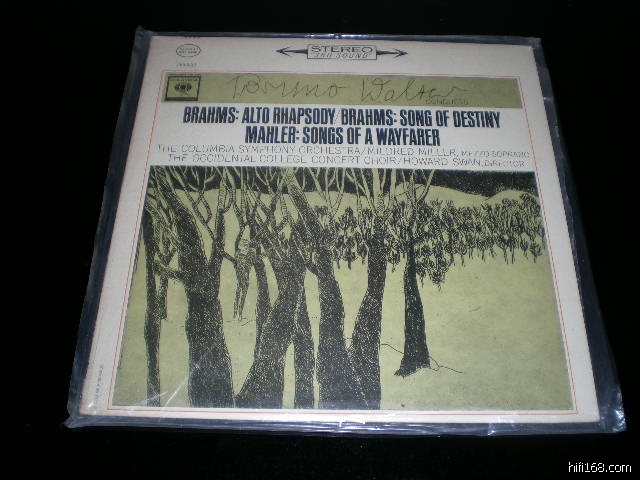 STEREO
"360 SOUND"
Bruno Walter
CONDUCTS
BRAHMS: ALTO RHAPSODY/BRAHMS: SONG OF DESTINY
MAHLER: SONGS OF A WAYFARER
THE COLUMBIA SYMPHONY ORCHESTRA/MILDRED MILLER, MEZZO-SOPRANO
THE OCCIDENTAL COLLEGE CONCERT CHOIR/HOWARD SWAN, DIRECTOR
hifi168.com